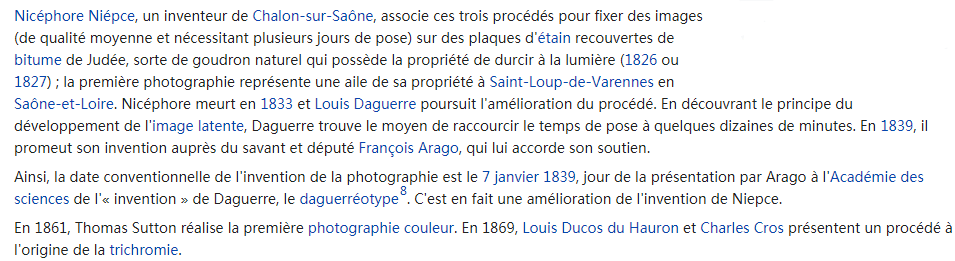 Nicéphore Niépce, un inventeur de Chalon-sur-Saône, associe ces trois procédés pour fixer des images
(de qualité moyenne et nécessitant plusieurs jours de pose) sur des plaques d'étain recouvertes de
bitume de Judée, sorte de goudron naturel qui possède la propriété de durcir à la lumière (1826 ou
1827) ; la première photographie représente une aile de sa propriété à Saint-Loup-de-Varennes en
Saône-et-Loire. Nicéphore meurt en 1833 et Louis Daguerre poursuit l'amélioration du procédé. En découvrant le principe du
développement de l'image latente, Daguerre trouve le moyen de raccourcir le temps de pose à quelques dizaines de minutes. En 1839, il
promeut son invention auprès du savant et député François Arago, qui lui accorde son soutien.
Ainsi, la date conventionnelle de l'invention de la photographie est le 7 janvier 1839, jour de la présentation par Arago à l'Académie des
sciences de l'« invention » de Daguerre, le daguerréotype8. C'est en fait une amélioration de l'invention de Niepce.
En 1861, Thomas Sutton réalise la première photographie couleur. En 1869, Louis Ducos du Hauron et Charles Cros présentent un procédé à
l'origine de la trichromie.